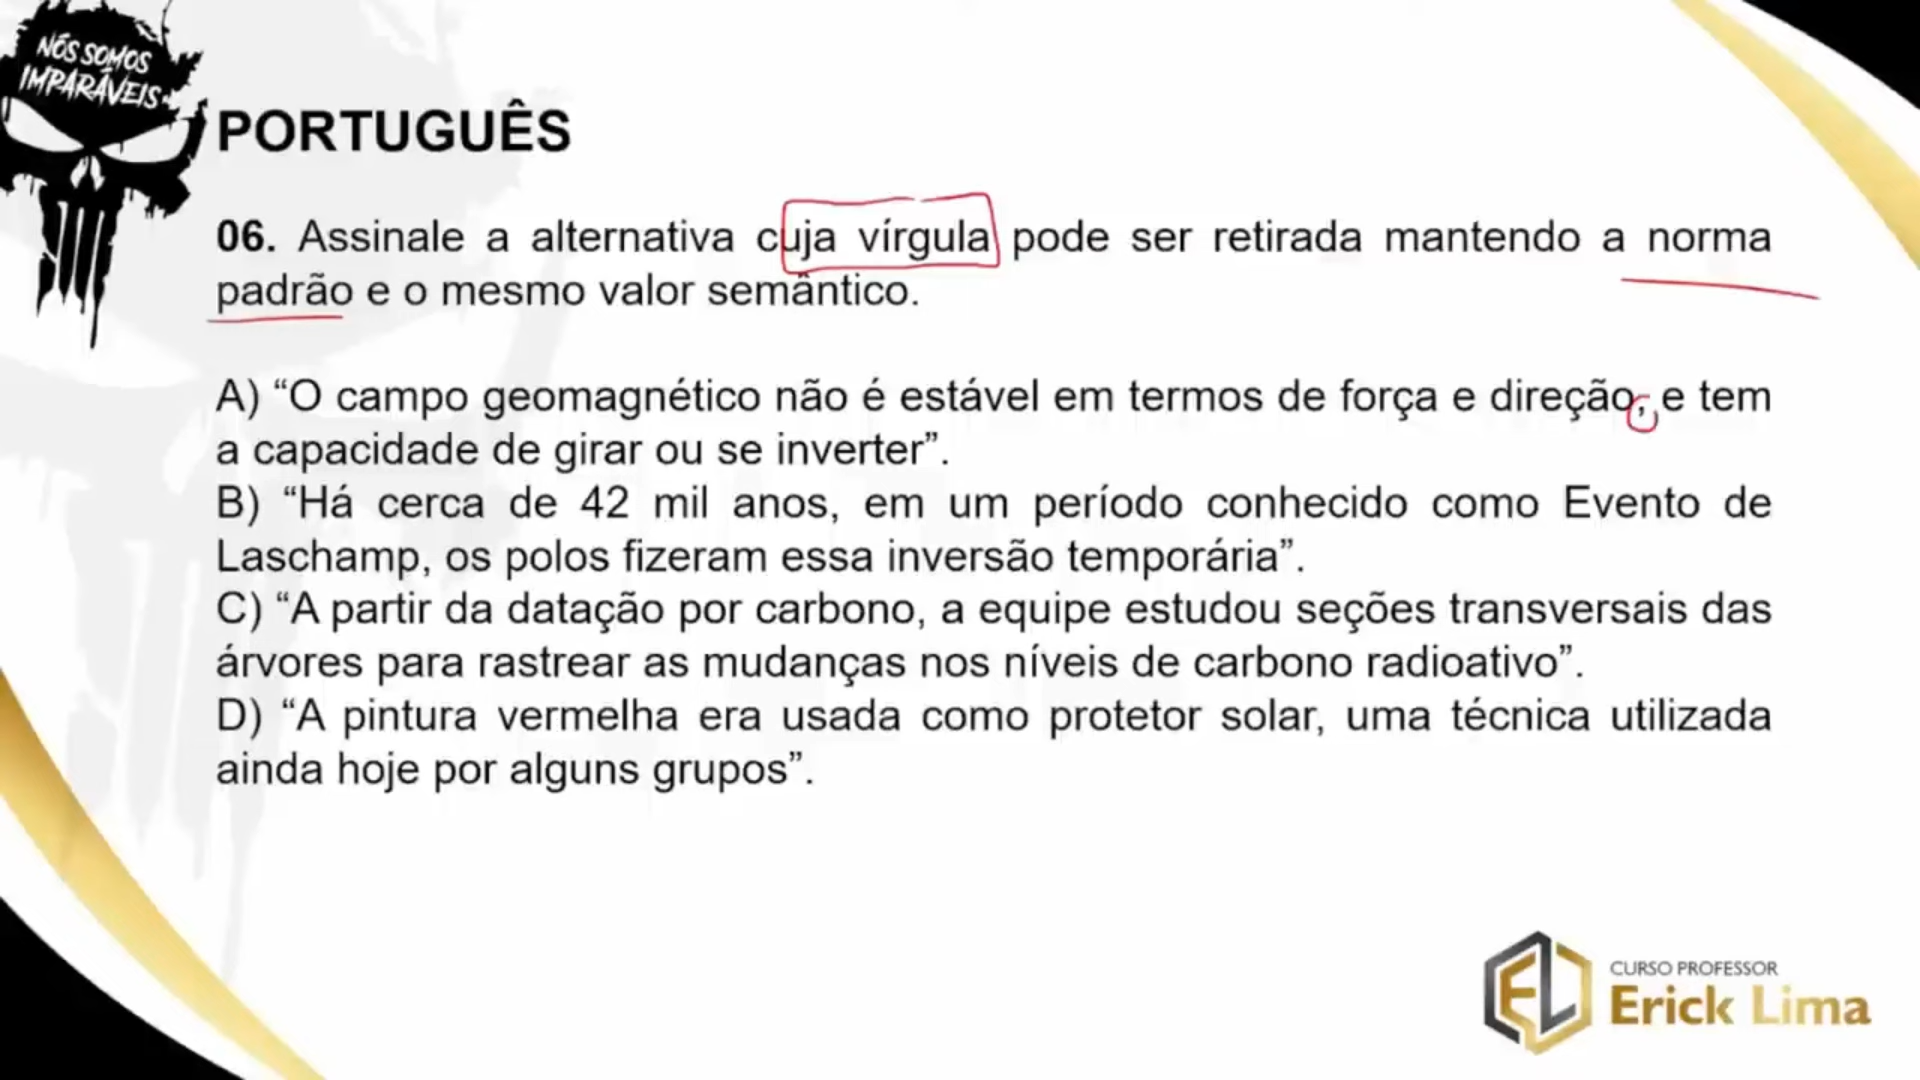 NÓS SOMOS
IMPARÁVEIS
PORTUGUÊS
06. Assinale a alternativa cuja vírgula pode ser retirada mantendo a norma
padrão e o mesmo valor semântico.
A) “O campo geomagnético não é estável em termos de força e direção, e tem
a capacidade de girar ou se inverter”.
B) “Há cerca de 42 mil anos, em um período conhecido como Evento de
Laschamp, os polos fizeram essa inversão temporária”.
C) “A partir da datação por carbono, a equipe estudou seções transversais das
árvores para rastrear as mudanças nos níveis de carbono radioativo”.
D) “A pintura vermelha era usada como protetor solar, uma técnica utilizada
ainda hoje por alguns grupos”.
CURSO PROFESSOR
Erick Lima